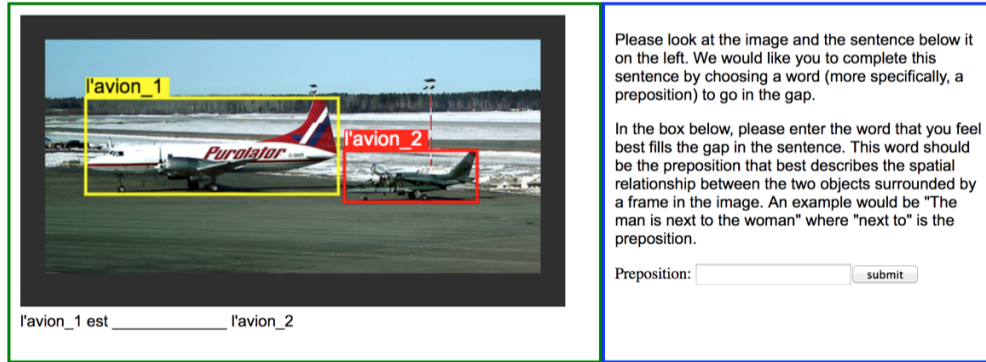 l'avion_1
l'avion_2
Purolator
l'avion_1 est ____________ l'avion_2
Please look at the image and the sentence below it
on the left. We would like you to complete this
sentence by choosing a word (more specifically, a
preposition) to go in the gap.
In the box below, please enter the word that you feel
best fills the gap in the sentence. This word should
be the preposition that best describes the spatial
relationship between the two objects surrounded by
a frame in the image. An example would be "The
man is next to the woman" where "next to" is the
preposition.
Preposition:
submit